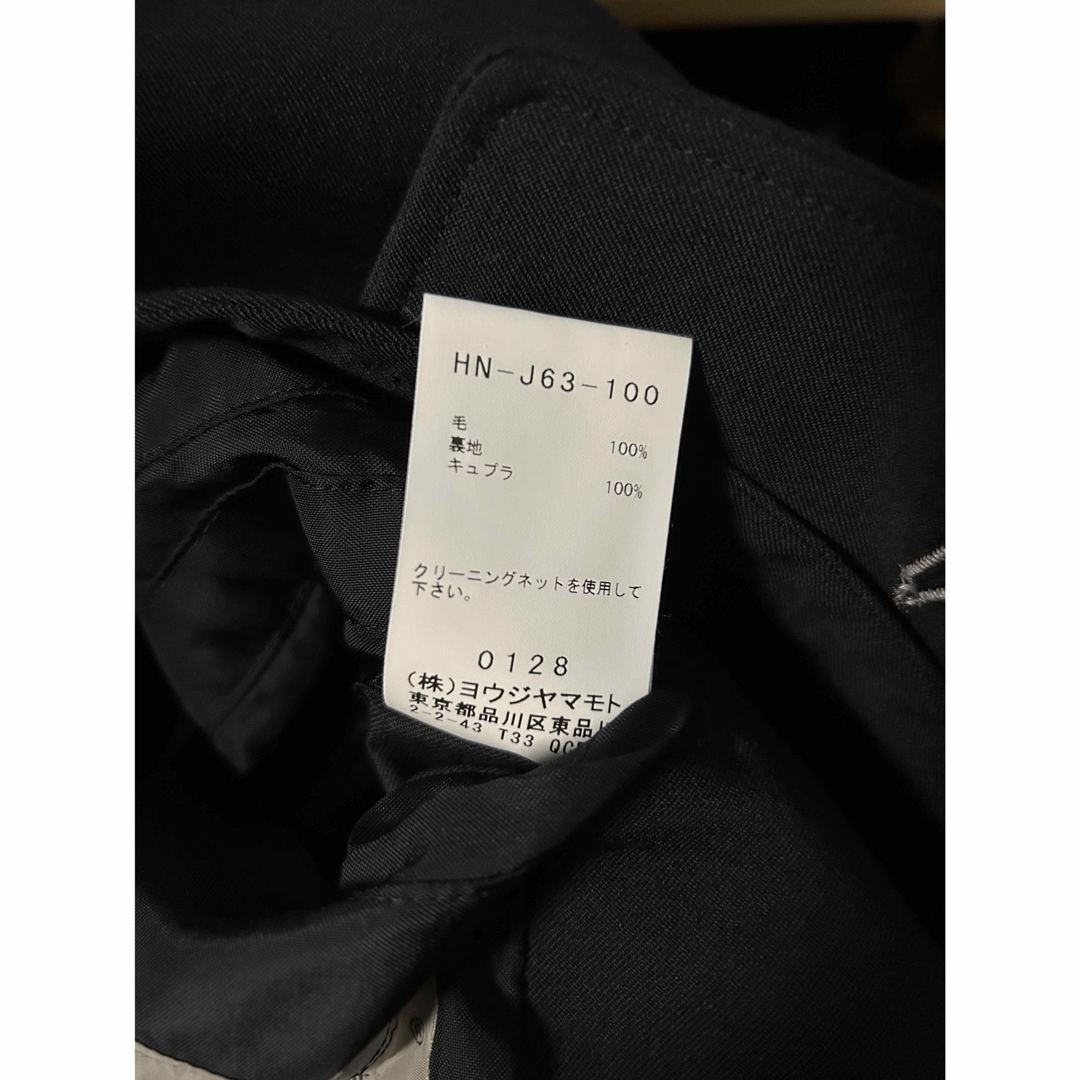 HN-J63-100
毛 100%
裏地
キュプラ 100%
クリーニングネットを使用して
下さい。
0128
(株)ヨウジヤマモト
東京都品川区東品
2-2-43 T33